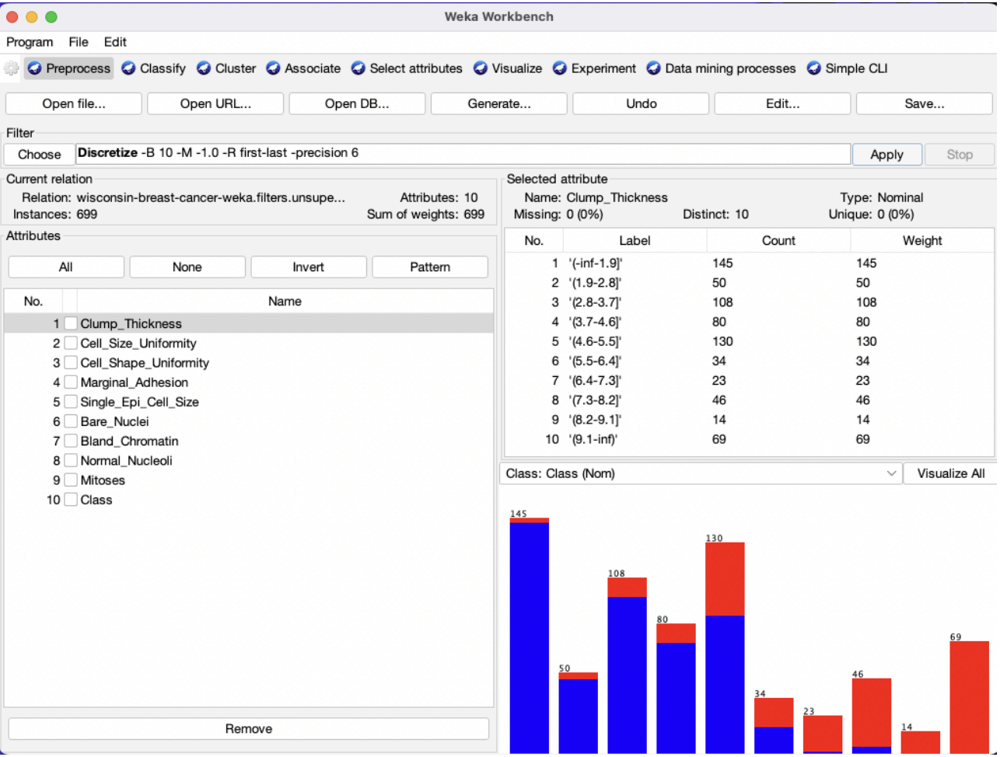 Weka Workbench
Program File Edit
Preprocess Classify Cluster Associate Select attributes Visualize Experiment Data mining processes Simple CLI
Open file... Open URL... Open DB... Generate... Undo Edit... Save...
Filter
Choose Discretize -B 10 -M -1.0 -R first-last -precision 6 Apply Stop
Current relation
Relation: wisconsin-breast-cancer-weka.filters.unsupe... Attributes: 10
Instances: 699 Sum of weights: 699
Attributes
All None Invert Pattern
No. Name
1 Clump_Thickness
2 Cell_Size_Uniformity
3 Cell_Shape_Uniformity
4 Marginal_Adhesion
5 Single_Epi_Cell_Size
6 Bare_Nuclei
7 Bland_Chromatin
8 Normal_Nucleoli
9 Mitoses
10 Class
Remove
Selected attribute
Name: Clump_Thickness Type: Nominal
Missing: 0 (0%) Distinct: 10 Unique: 0 (0%)
No. Label Count Weight
1 '(-inf-1.9]' 145 145
2 '(1.9-2.8]' 50 50
3 '(2.8-3.7]' 108 108
4 '(3.7-4.6]' 80 80
5 '(4.6-5.5]' 130 130
6 '(5.5-6.4]' 34 34
7 '(6.4-7.3]' 23 23
8 '(7.3-8.2]' 46 46
9 '(8.2-9.1]' 14 14
10 '(9.1-inf)' 69 69
Class: Class (Nom) Visualize All
145
50
108
80
130
34
23
46
14
69